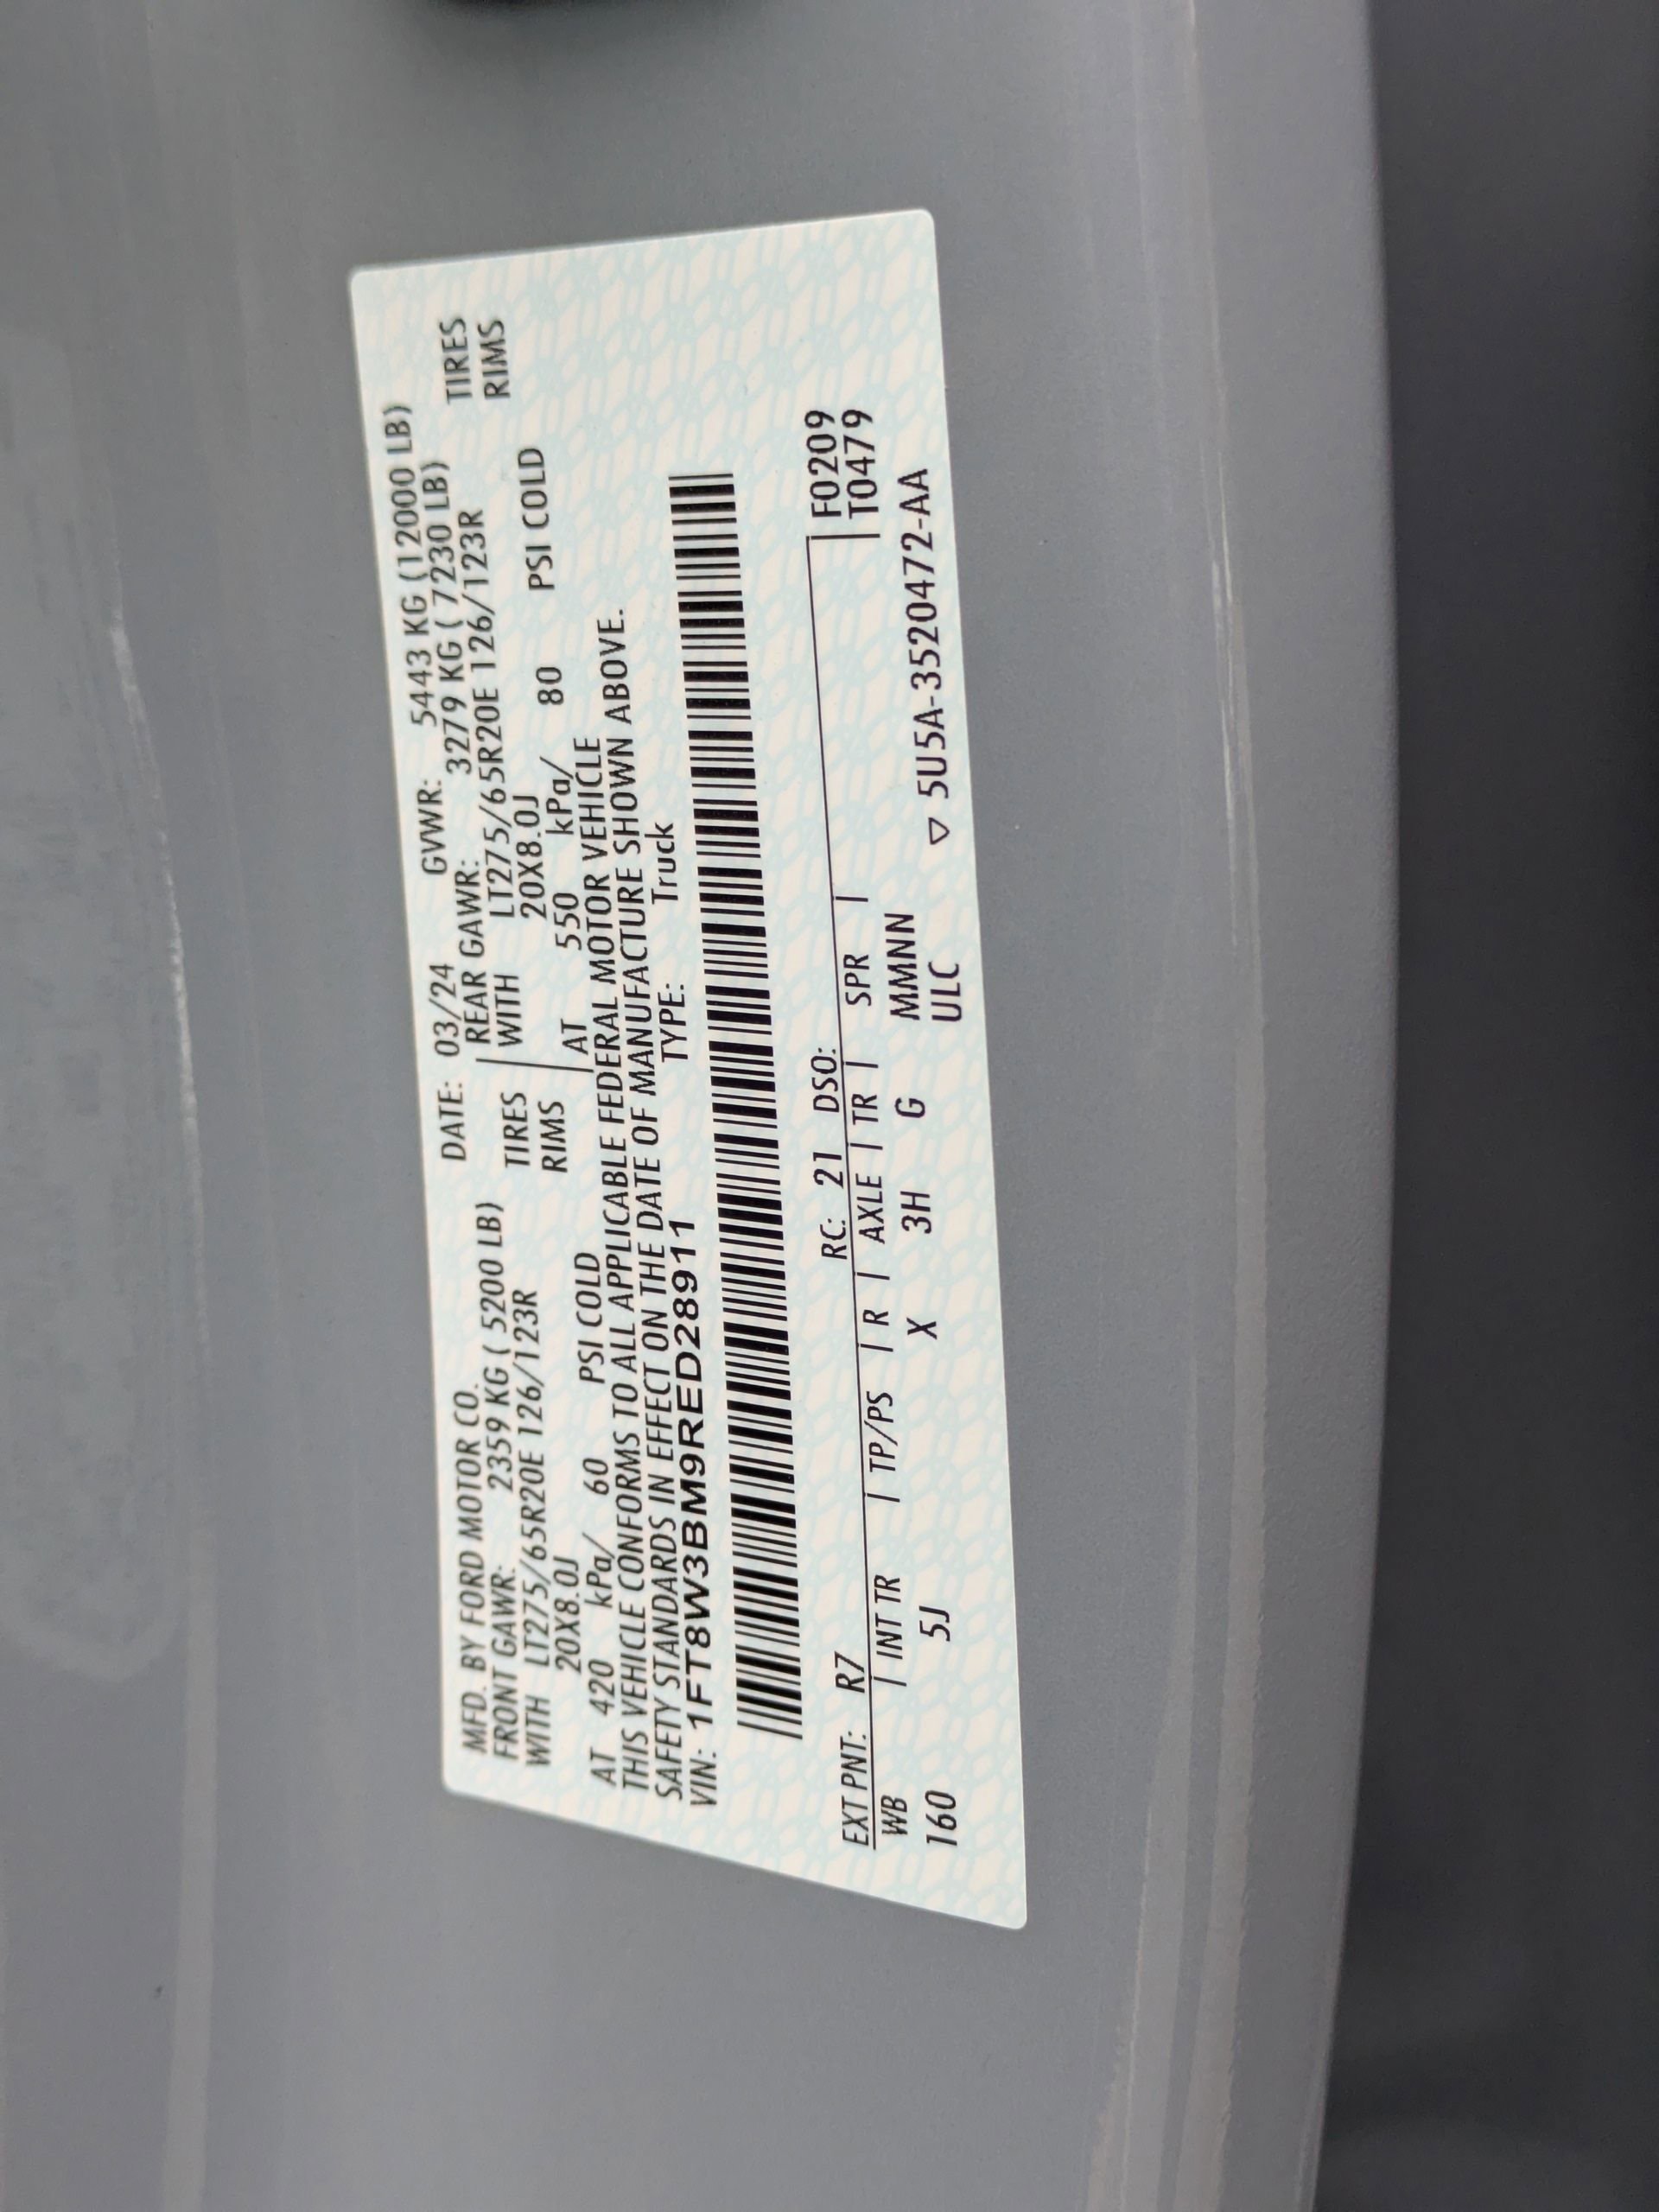 MFD. BY FORD MOTOR CO. DATE: 03/24 GVWR: 5443 KG (12000 LB)
FRONT GAWR: 2359 KG ( 5200 LB) REAR GAWR: 3279 KG ( 7230 LB)
WITH LT275/65R20E 126/123R TIRES WITH LT275/65R20E 126/123R TIRES
20X8.0J RIMS 20X8.0J RIMS
AT 420 kPa/ 60 PSI COLD AT 550 kPa/ 80 PSI COLD
THIS VEHICLE CONFORMS TO ALL APPLICABLE FEDERAL MOTOR VEHICLE
SAFETY STANDARDS IN EFFECT ON THE DATE OF MANUFACTURE SHOWN ABOVE.
VIN: 1FT8W3BM9RED28911 TYPE: Truck
EXT PNT: R7 RC: 21 DSO: F0209
WB INT TR TP/PS R AXLE TR SPR T0479
160 5J X 3H G MMNN
ULC ▽ 5U5A-3520472-AA